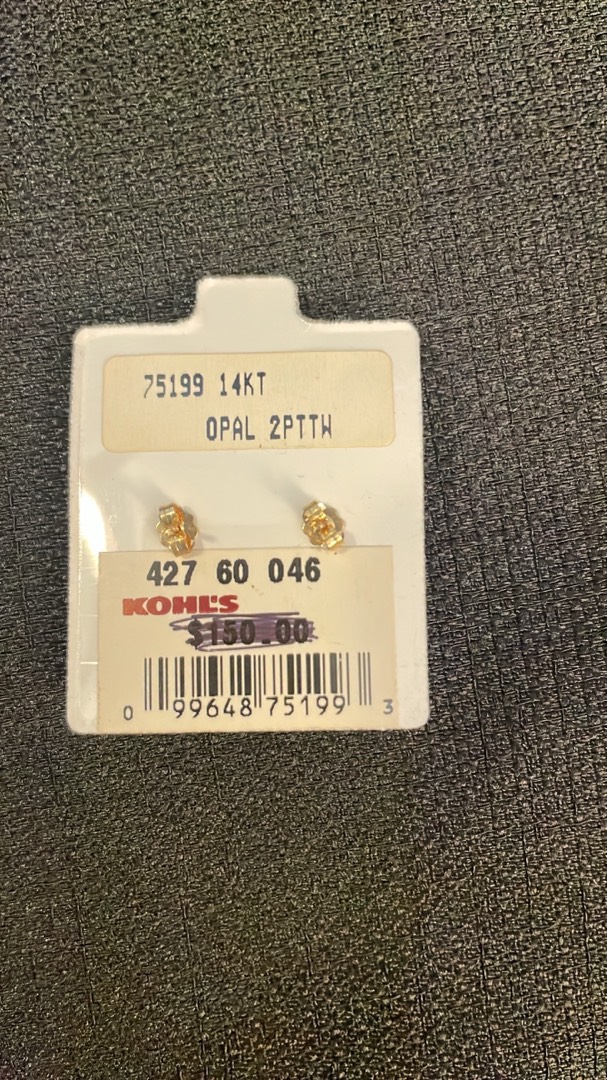 75199 14KT
OPAL 2PTTW
427 60 046
KOHL'S
$150.00
0 99648 75199 3